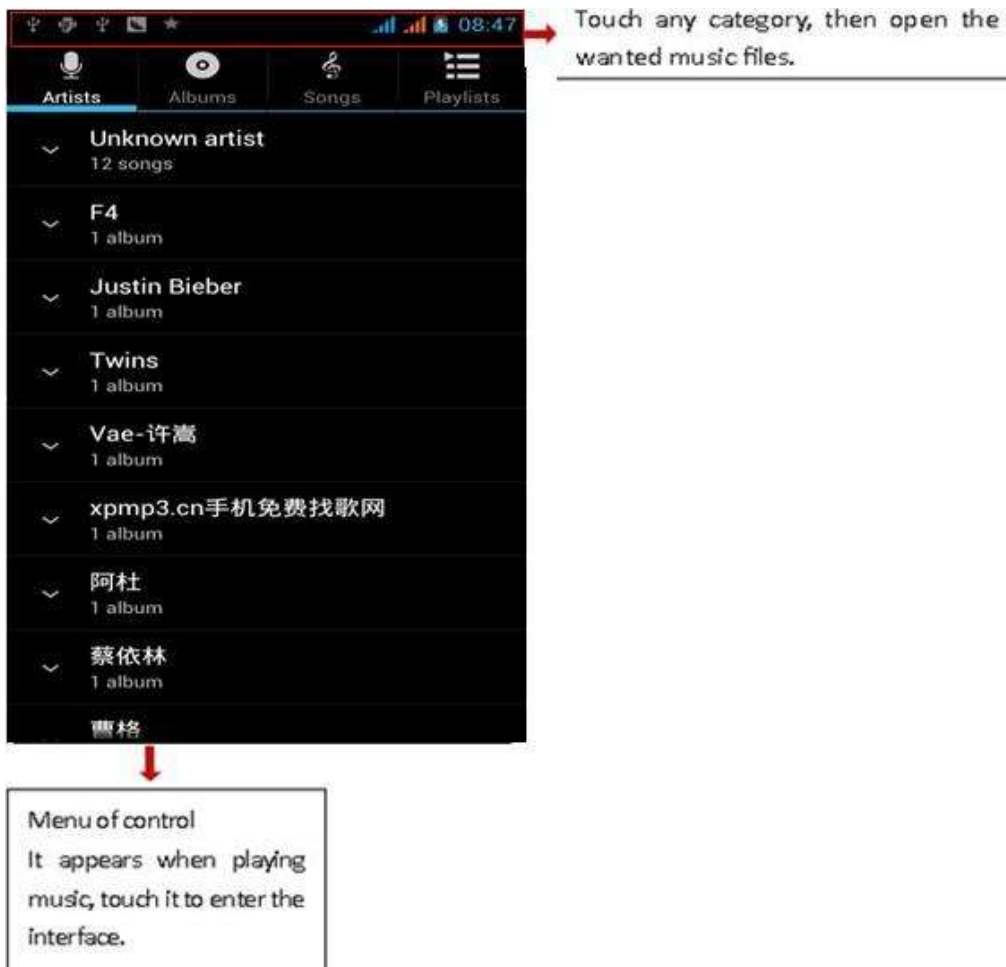 08:47
Touch any category, then open the
wanted music files.
Artists Albums Songs Playlists
Unknown artist
12 songs
F4
1 album
Justin Bieber
1 album
Twins
1 album
Vae-许嵩
1 album
xpmp3.cn手机免费找歌网
1 album
阿杜
1 album
蔡依林
1 album
曹格
Menu of control
It appears when playing
music, touch it to enter the
interface.